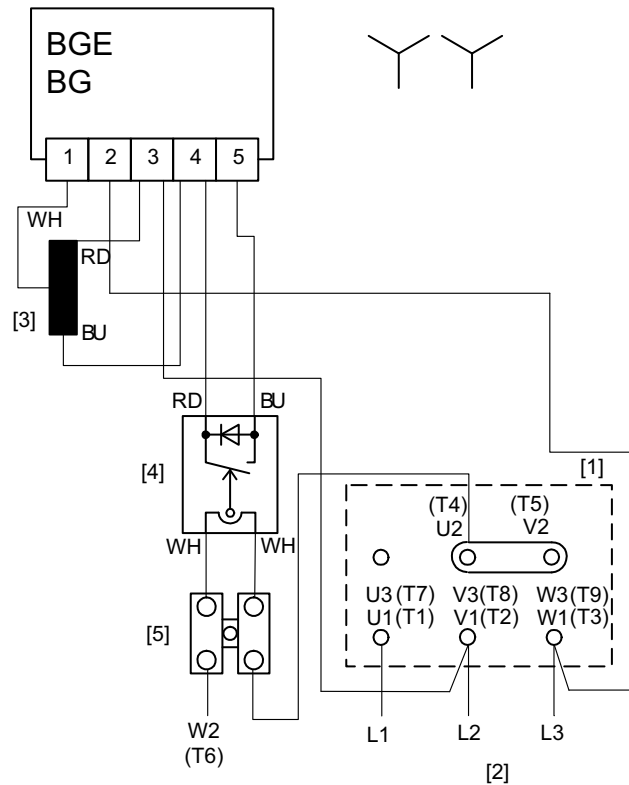 BGE
BG
1 2 3 4 5
WH
RD
[3]
BU
RD BU
[4]
[1]
(T4) (T5)
U2 V2
WH WH
U3(T7) V3(T8) W3(T9)
U1(T1) V1(T2) W1(T3)
[5]
W2
(T6)
L1 L2 L3
[2]